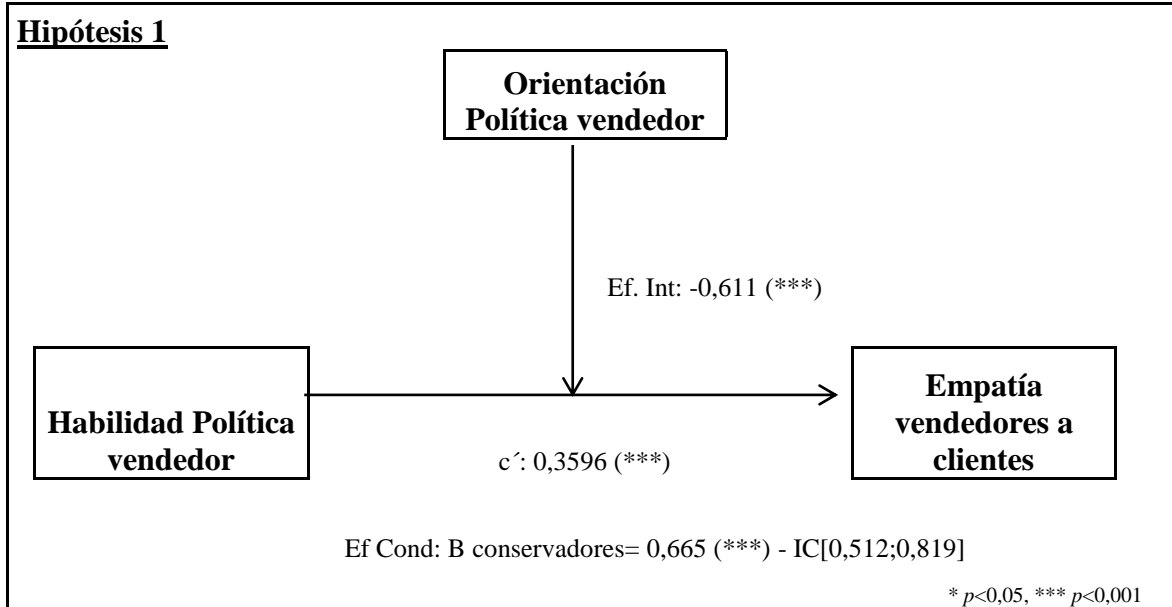 Hipótesis 1
Orientación
Política vendedor
Ef. Int: -0,611 (***)
Habilidad Política
vendedor
Empatía
vendedores a
clientes
c´: 0,3596 (***)
Ef Cond: B conservadores= 0,665 (***) - IC[0,512;0,819]
* p<0,05, *** p<0,001